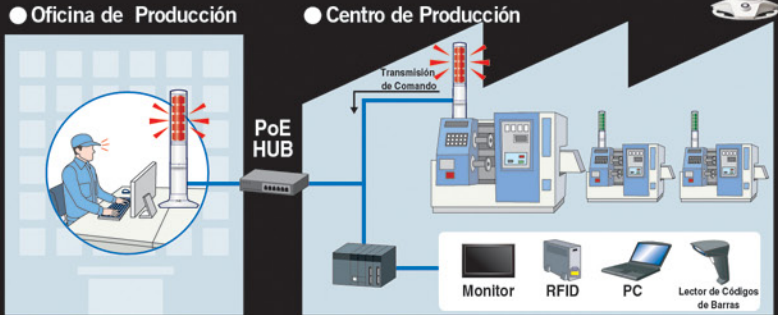 Oficina de Producción
Centro de Producción
Transmisión
de Comando
PoE
HUB
Monitor
RFID
PC
Lector de Códigos
de Barras